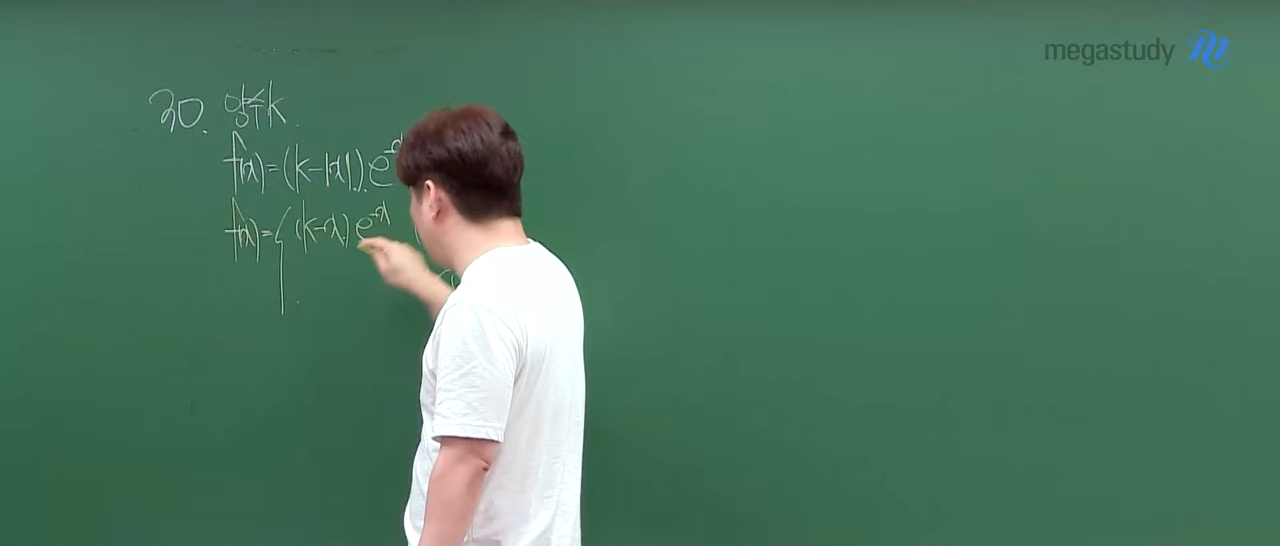 megastudy
30. 양수 k.
f(x)=(k-|x|)e^{-x}
f(x)={ (k-x)e^{-x}